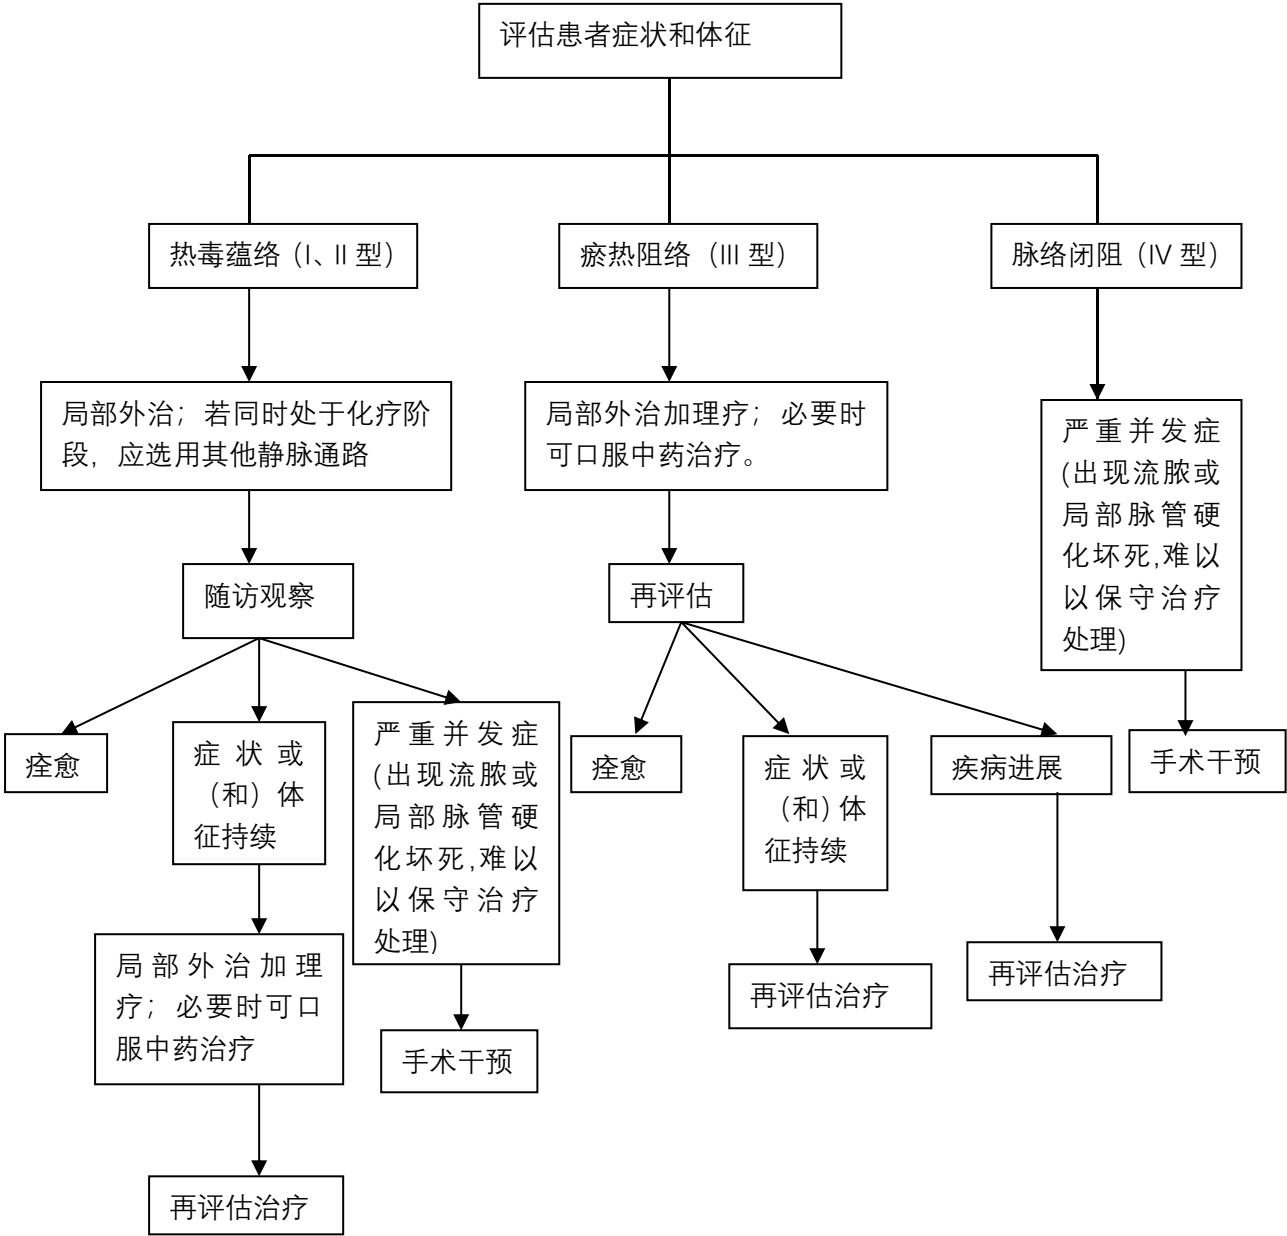 评估患者症状和体征
热毒蕴络（I、II 型）
瘀热阻络（III 型）
脉络闭阻（IV 型）
局部外治；若同时处于化疗阶
段，应选用其他静脉通路
局部外治加理疗；必要时
可口服中药治疗。
严重并发症
(出现流脓或
局部脉管硬
化坏死,难以
以保守治疗
处理)
随访观察
再评估
痊愈
症状或
（和）体
征持续
严重并发症
(出现流脓或
局部脉管硬
化坏死,难以
以保守治疗
处理)
痊愈
症状或
（和）体
征持续
疾病进展
手术干预
局部外治加理
疗；必要时可口
服中药治疗
手术干预
再评估治疗
再评估治疗
再评估治疗